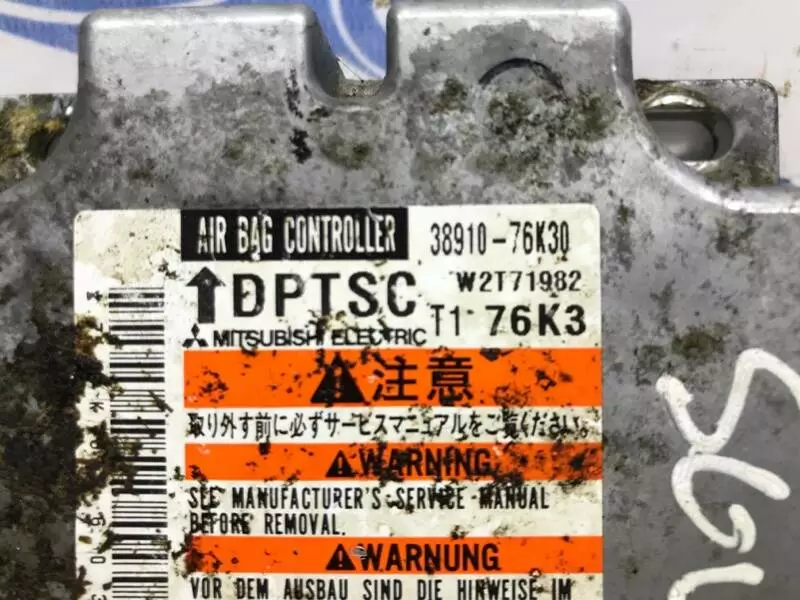 AIR BAG CONTROLLER 38910-76K30
DPTSC W2T71982
MITSUBISHI ELECTRIC T1 76K3
注意
取り外す前に必ずサービスマニュアルをご覧ください。
WARNING
SEE MANUFACTURER'S SERVICE MANUAL
BEFORE REMOVAL.
WARNUNG
VOR DEM AUSBAU SIND DIE HINWEISE IM